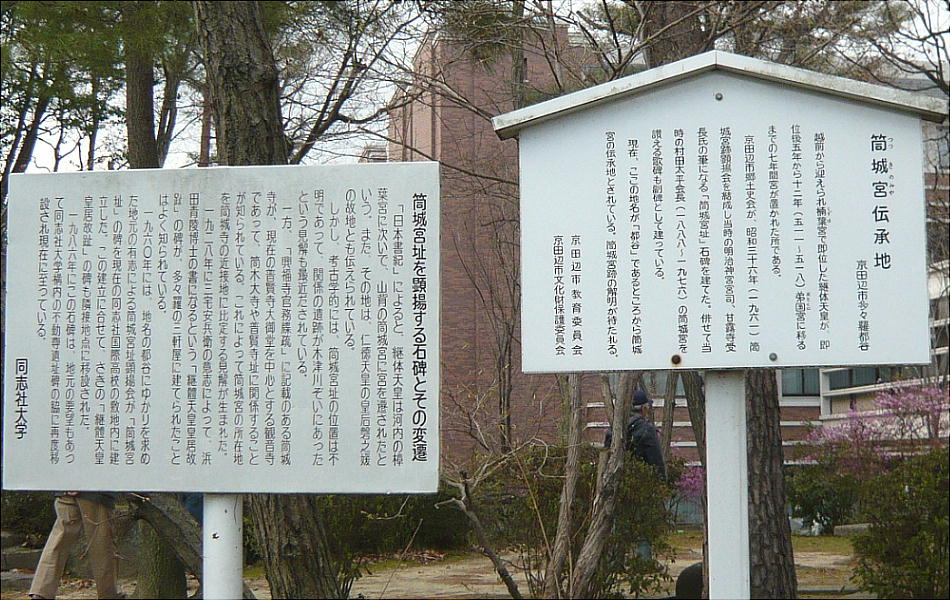 筒城宮址を顕揚する石碑とその変遷
「日本書紀」によると、継体天皇は河内の樟
葉宮に次いで、山背の筒城宮に宮を遷されたと
いう。また、その地は、仁徳天皇の皇后磐之媛
の故地とも伝えられている。
しかし、考古学的には、筒城宮址の位置は不
明であって、関係の遺跡が木津川ぞいにあった
という見解も最近だされている。
一方、「興福寺官務牒疏」に記載のある筒城
寺が、現在の普賢寺大御堂を中心とする観音寺
であって、筒木大寺や普賢寺址に関係すること
が知られている。これによって筒城宮の所在地
を筒城寺の近接地に比定する見解が生まれた。
一九二八年に三宅安兵衛の意志によって、浜
田青陵博士の書になるという「継体天皇皇居故
趾」の碑が、多々羅の三軒屋に建てられたこと
はよく知られている。
一九六〇年には、地名の都谷にゆかりを求め
た地元の有志による筒城宮址顕揚会が「筒城宮
址」の碑を現在の同志社国際高校の敷地内に建
立した。この建立に合せて、さきの「継体天皇
皇居故趾」の碑も隣接地点に移設された。
一九八六年にこの石碑は、地元の要望もあっ
て同志社大学構内の不動尊遺址碑の脇に再度移
設され現在に至っている。
同志社大学
筒城宮伝承地
つつきのみや
京田辺市多々羅都谷
越前から迎えられ樟葉宮で即位した継体天皇が、即
位後五年から十二年(五一一~五一八)弟国宮に移る
までの七年間宮が置かれた所である。
京田辺市郷土史会が、昭和三十六年(一九六一)筒
城宮跡顕揚会を結成し当時の明治神宮宮司、甘露寺受
長氏の筆になる「筒城宮址」石碑を建てた。併せて当
時の村田太平会長(一八八八~一九七六)の筒城宮を
讃える歌碑も副碑として建っている。
現在、ここの地名が「都谷」であるところから筒城
宮の伝承地とされている。筒城宮跡の解明が待たれる。
京田辺市教育委員会
京田辺市文化財保護委員会